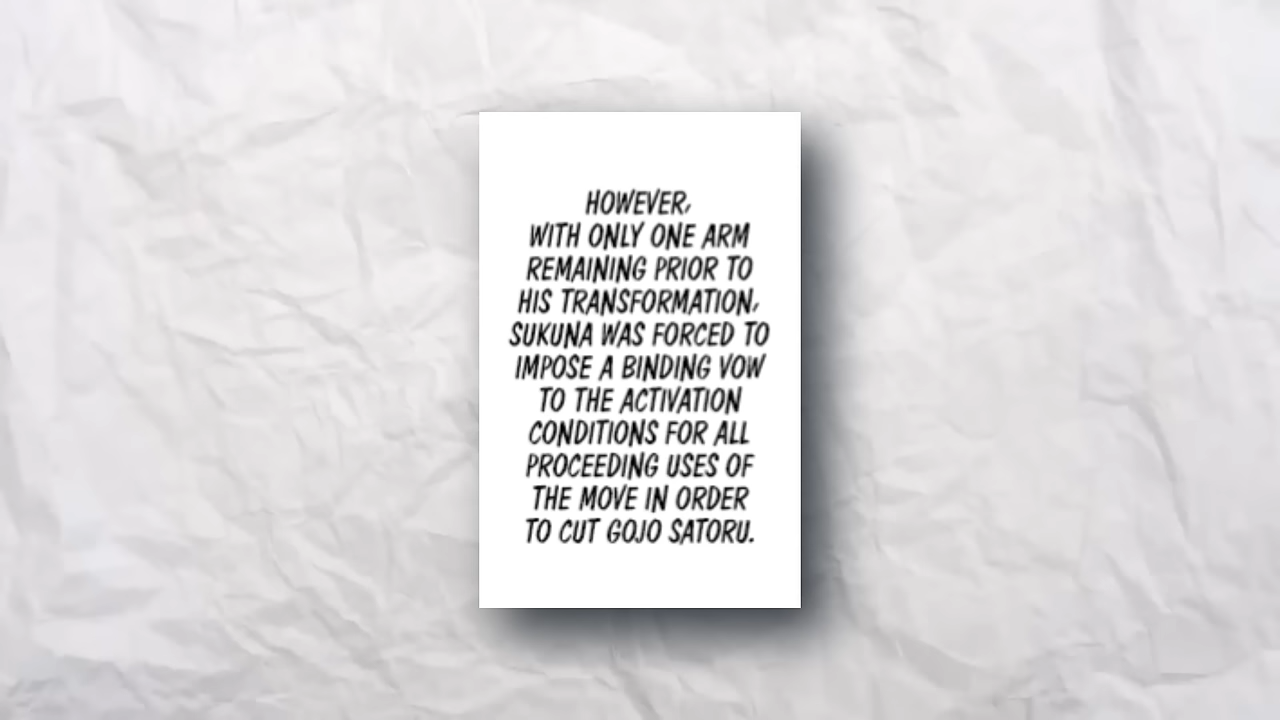 HOWEVER,
WITH ONLY ONE ARM
REMAINING PRIOR TO
HIS TRANSFORMATION,
SUKUNA WAS FORCED TO
IMPOSE A BINDING VOW
TO THE ACTIVATION
CONDITIONS FOR ALL
PROCEEDING USES OF
THE MOVE IN ORDER
TO CUT GOJO SATORU.